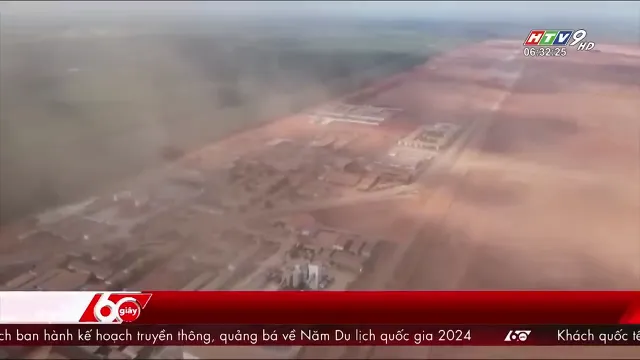 HTV9 HD
06:32:25
60 giây
ch ban hành kế hoạch truyền thông, quảng bá về Năm Du lịch quốc gia 2024 60 Khách quốc tế